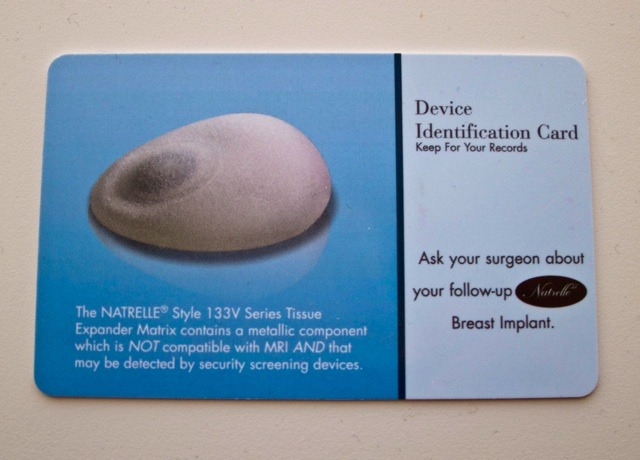 The NATRELLE® Style 133V Series Tissue
Expander Matrix contains a metallic component
which is NOT compatible with MRI AND that
may be detected by security screening devices.
Device
Identification Card
Keep For Your Records
Ask your surgeon about
your follow-up Natrelle
Breast Implant.